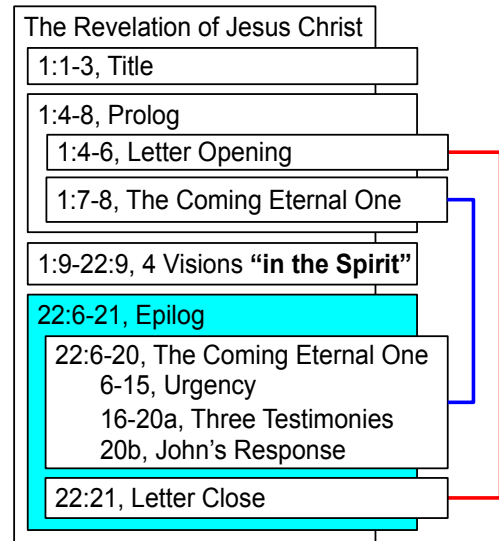 The Revelation of Jesus Christ
1:1-3, Title
1:4-8, Prolog
1:4-6, Letter Opening
1:7-8, The Coming Eternal One
1:9-22:9, 4 Visions “in the Spirit”
22:6-21, Epilog
22:6-20, The Coming Eternal One
6-15, Urgency
16-20a, Three Testimonies
20b, John’s Response
22:21, Letter Close